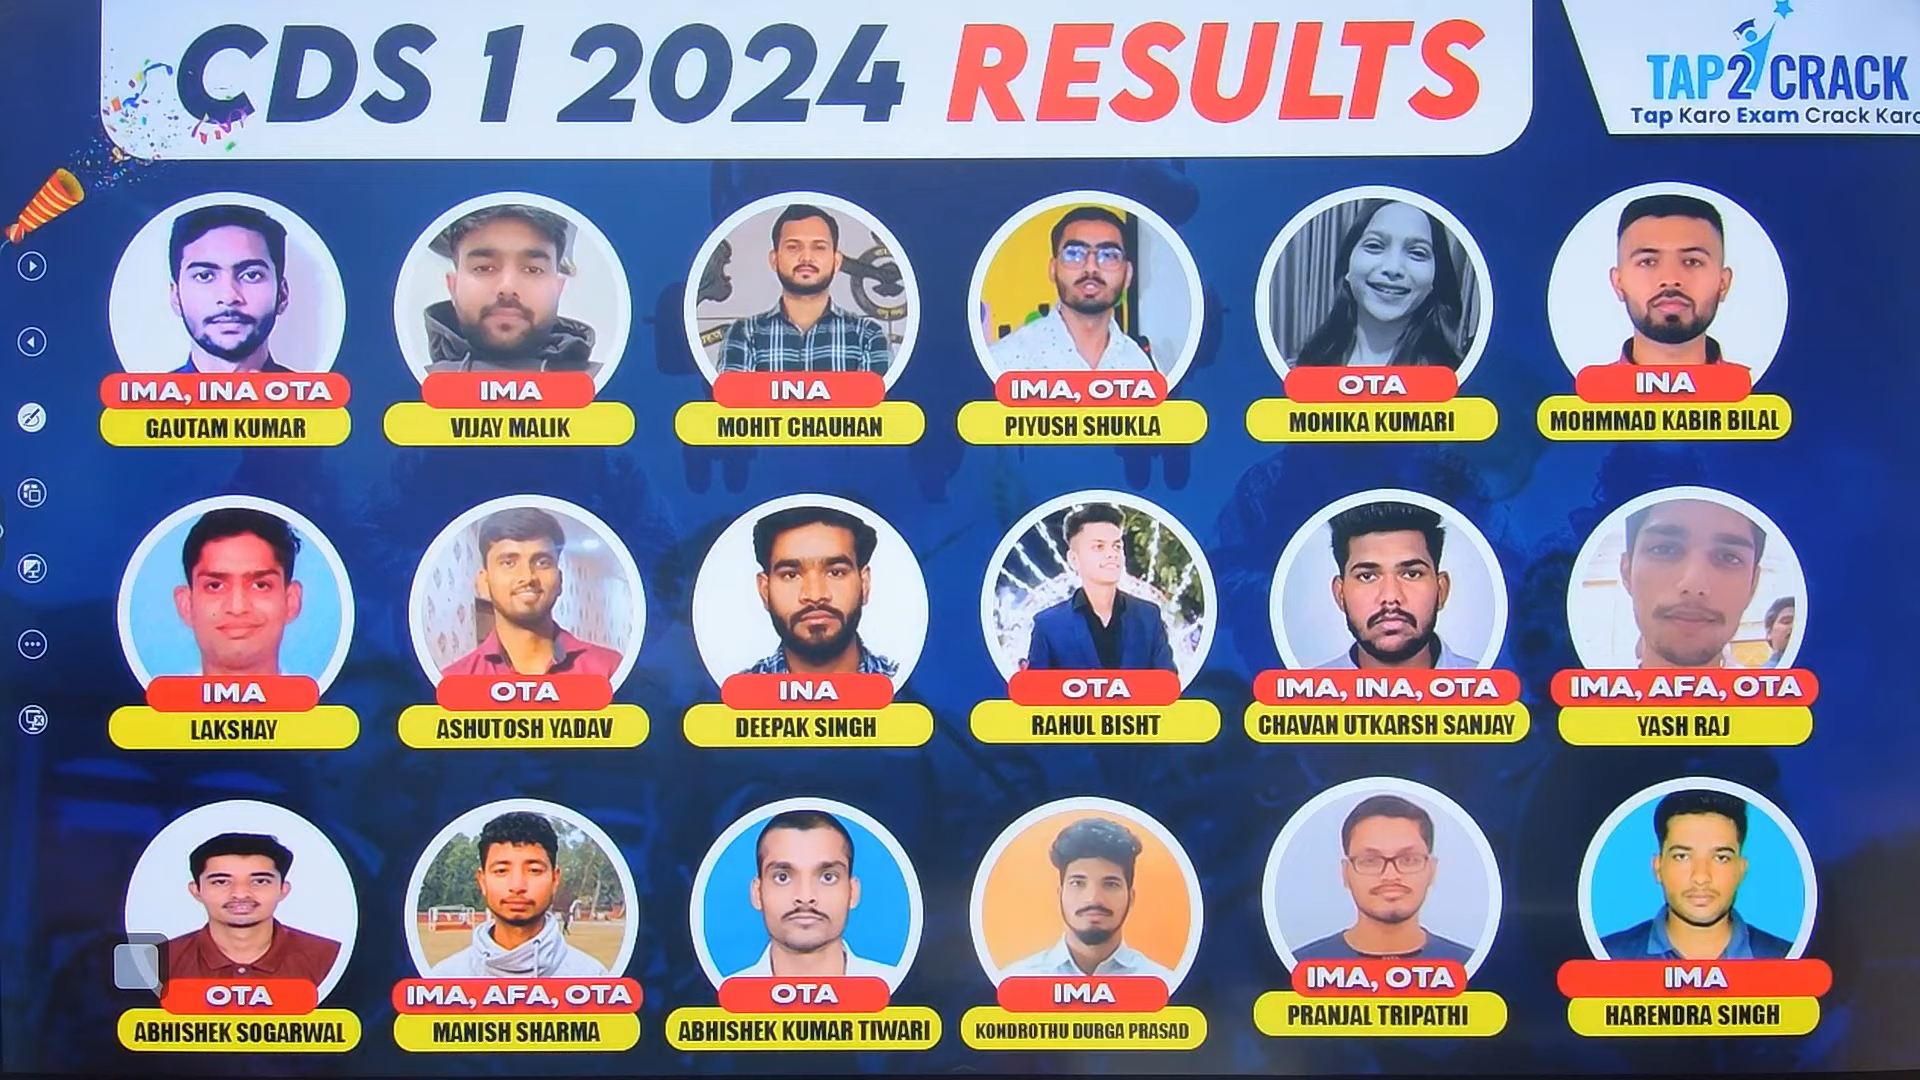 CDS 1 2024 RESULTS
TAP2CRACK
Tap Karo Exam Crack Karo
IMA, INA OTA
GAUTAM KUMAR
IMA
VIJAY MALIK
INA
MOHIT CHAUHAN
IMA, OTA
PIYUSH SHUKLA
OTA
MONIKA KUMARI
INA
MOHMMAD KABIR BILAL
IMA
LAKSHAY
OTA
ASHUTOSH YADAV
INA
DEEPAK SINGH
OTA
RAHUL BISHT
IMA, INA, OTA
CHAVAN UTKARSH SANJAY
IMA, AFA, OTA
YASH RAJ
OTA
ABHISHEK SOGARWAL
IMA, AFA, OTA
MANISH SHARMA
OTA
ABHISHEK KUMAR TIWARI
IMA
KONDROTHU DURGA PRASAD
IMA, OTA
PRANJAL TRIPATHI
IMA
HARENDRA SINGH